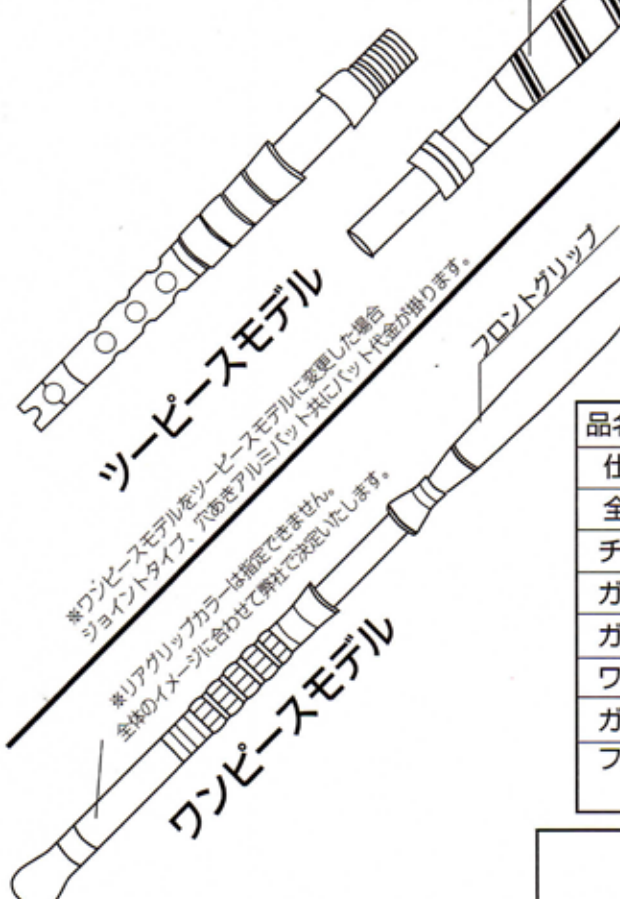 ツーピースモデル
※ワンピースモデルをツーピースモデルに変更した場合
ジョイントタイプ、穴あきアルミバット共にバット代金が掛ります。
フロントグリップ
※リアグリップカラーは指定できません。
全体のイメージに合わせて弊社で決定いたします。
ワンピースモデル
品名
仕
全
チ
ガ
ガ
ワ
ガ
フ